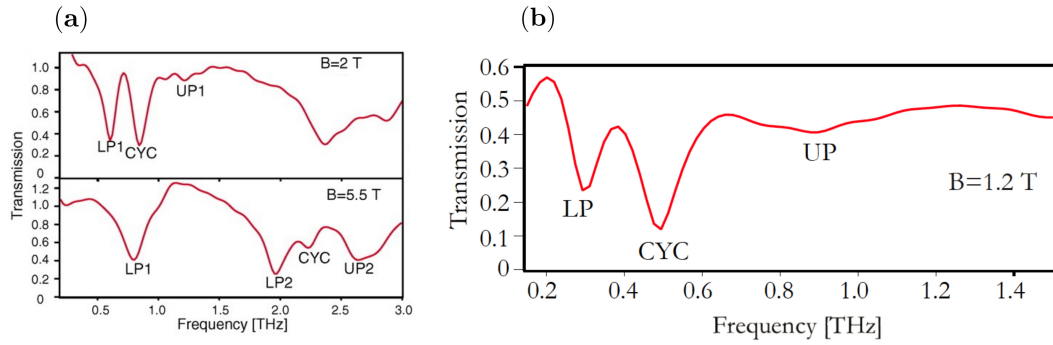 (a)
Transmission
1.0
0.8
0.6
0.4
0.2
0
B=2 T
LP1
CYC
UP1
1.2
1.0
0.8
0.6
0.4
0.2
0
B=5.5 T
LP1
LP2
CYC
UP2
0.5
1.0
1.5
2.0
2.5
3.0
Frequency [THz]
(b)
Transmission
0.6
0.5
0.4
0.3
0.2
0.1
0
LP
CYC
UP
B=1.2 T
0.2
0.4
0.6
0.8
1.0
1.2
1.4
Frequency [THz]